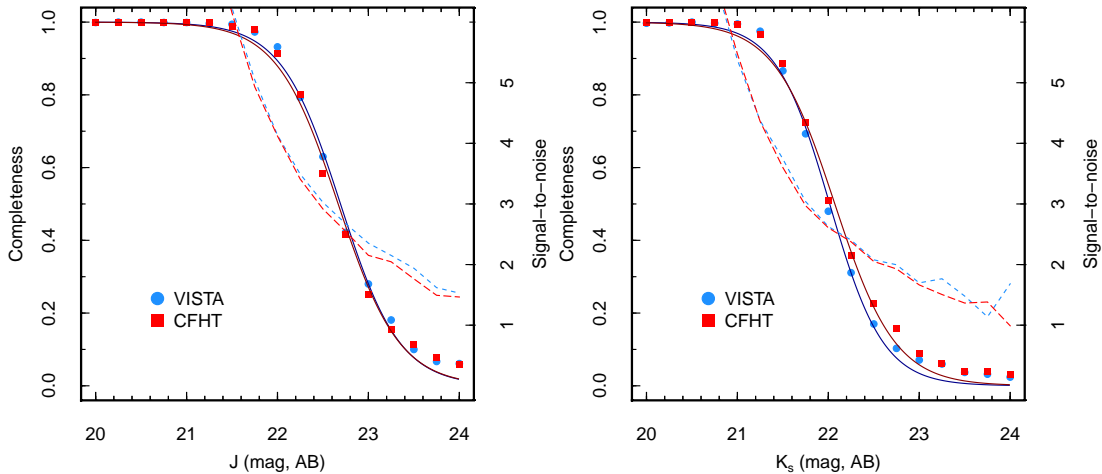 1.0
0.8
0.6
0.4
0.2
0.0
Completeness
5
4
3
2
1
Signal-to-noise
VISTA
CFHT
20 21 22 23 24
J (mag, AB)
1.0
0.8
0.6
0.4
0.2
0.0
Completeness
5
4
3
2
1
Signal-to-noise
VISTA
CFHT
20 21 22 23 24
Ks (mag, AB)